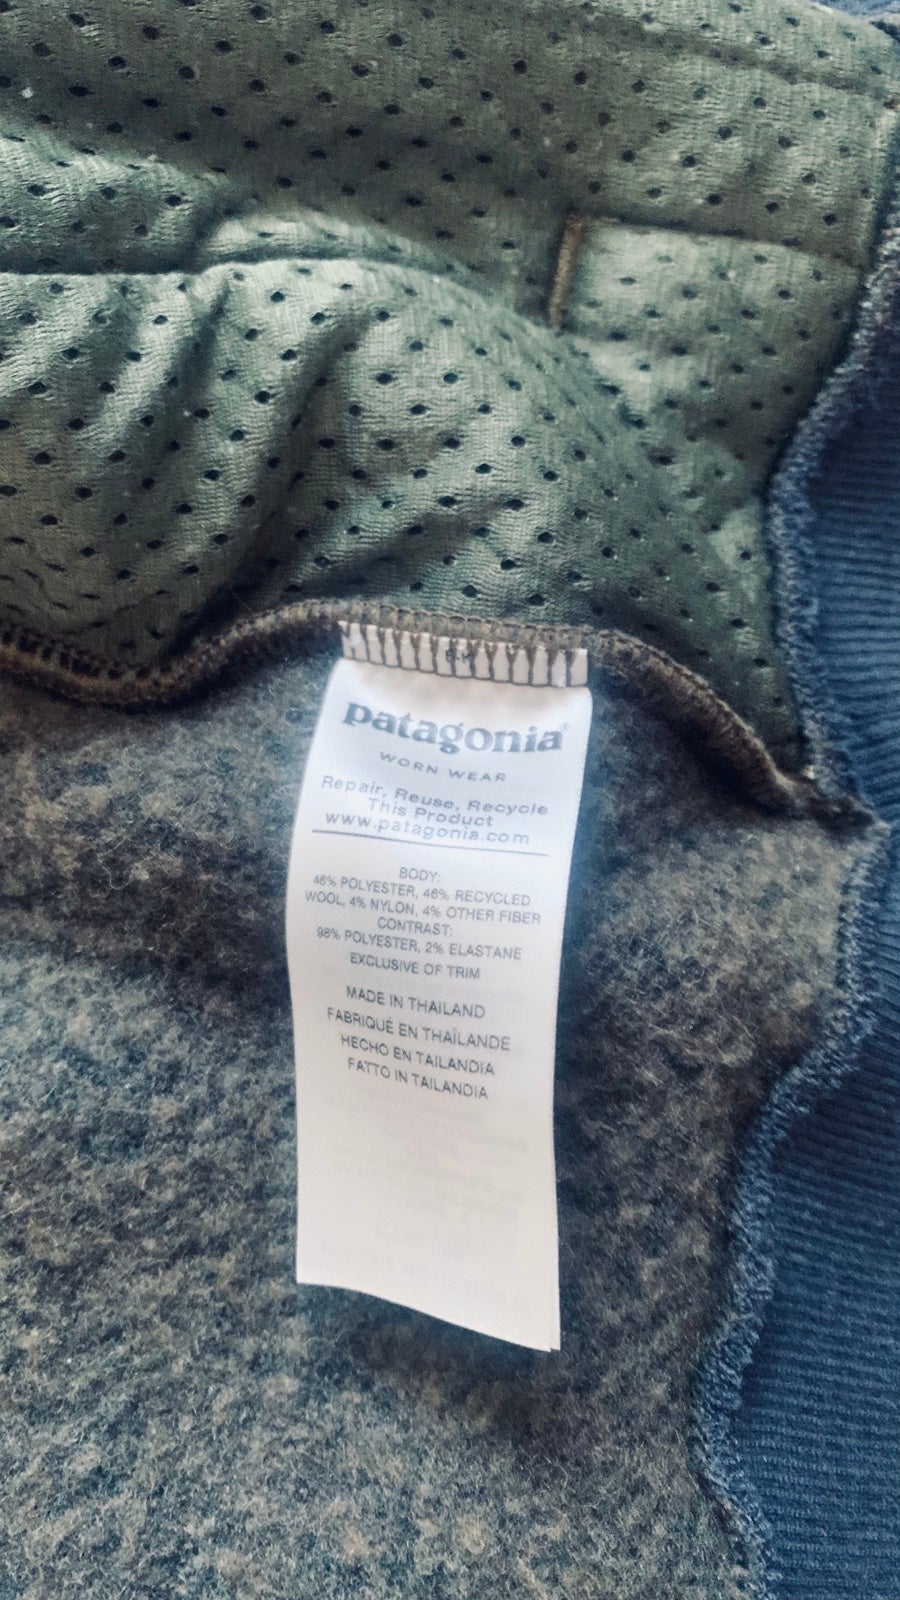 patagonia®
WORN WEAR
Repair, Reuse, Recycle
This Product
www.patagonia.com
BODY:
46% POLYESTER, 46% RECYCLED
WOOL, 4% NYLON, 4% OTHER FIBER
CONTRAST:
98% POLYESTER, 2% ELASTANE
EXCLUSIVE OF TRIM
MADE IN THAILAND
FABRIQUÉ EN THAÏLANDE
HECHO EN TAILANDIA
FATTO IN TAILANDIA